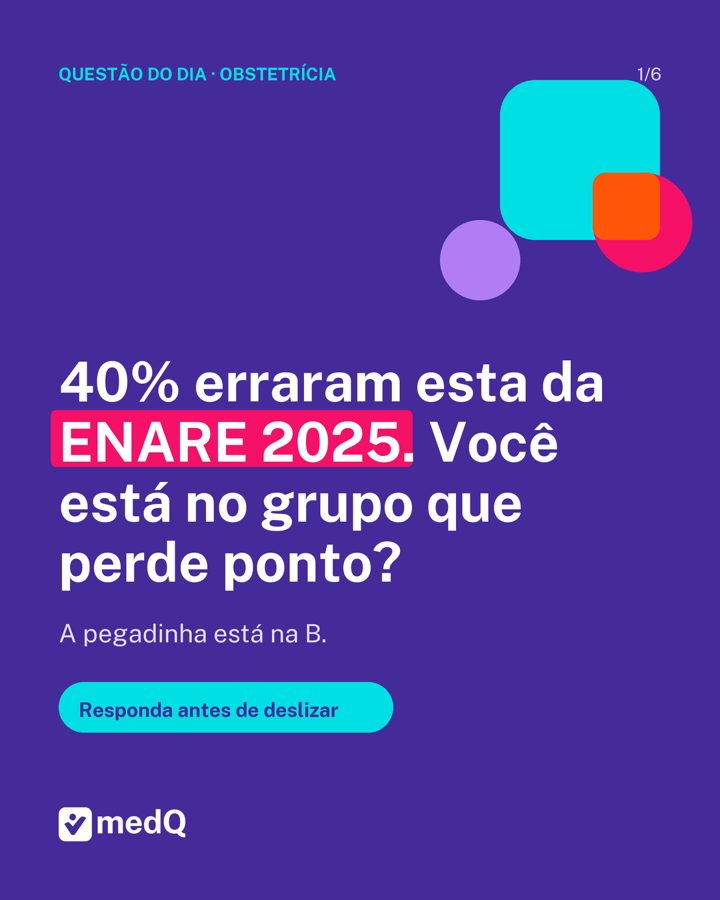 QUESTÃO DO DIA · OBSTETRÍCIA
1/6
40% erraram esta da
ENARE 2025. Você
está no grupo que
perde ponto?
A pegadinha está na B.
Responda antes de deslizar
medQ